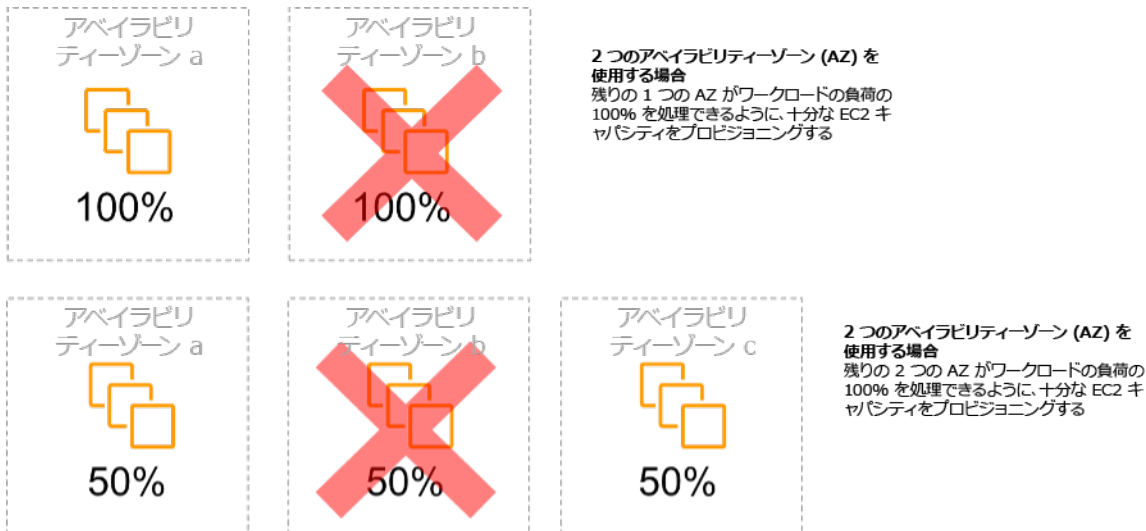 アベイラビリ
ティーゾーン a
100%
アベイラビリ
ティーゾーン b
100%
2 つのアベイラビリティーゾーン (AZ) を
使用する場合
残りの 1 つの AZ がワークロードの負荷の
100% を処理できるように、十分な EC2 キ
ャパシティをプロビジョニングする
アベイラビリ
ティーゾーン a
50%
アベイラビリ
ティーゾーン b
50%
アベイラビリ
ティーゾーン c
50%
2 つのアベイラビリティーゾーン (AZ) を
使用する場合
残りの 2 つの AZ がワークロードの負荷の
100% を処理できるように、十分な EC2 キ
ャパシティをプロビジョニングする